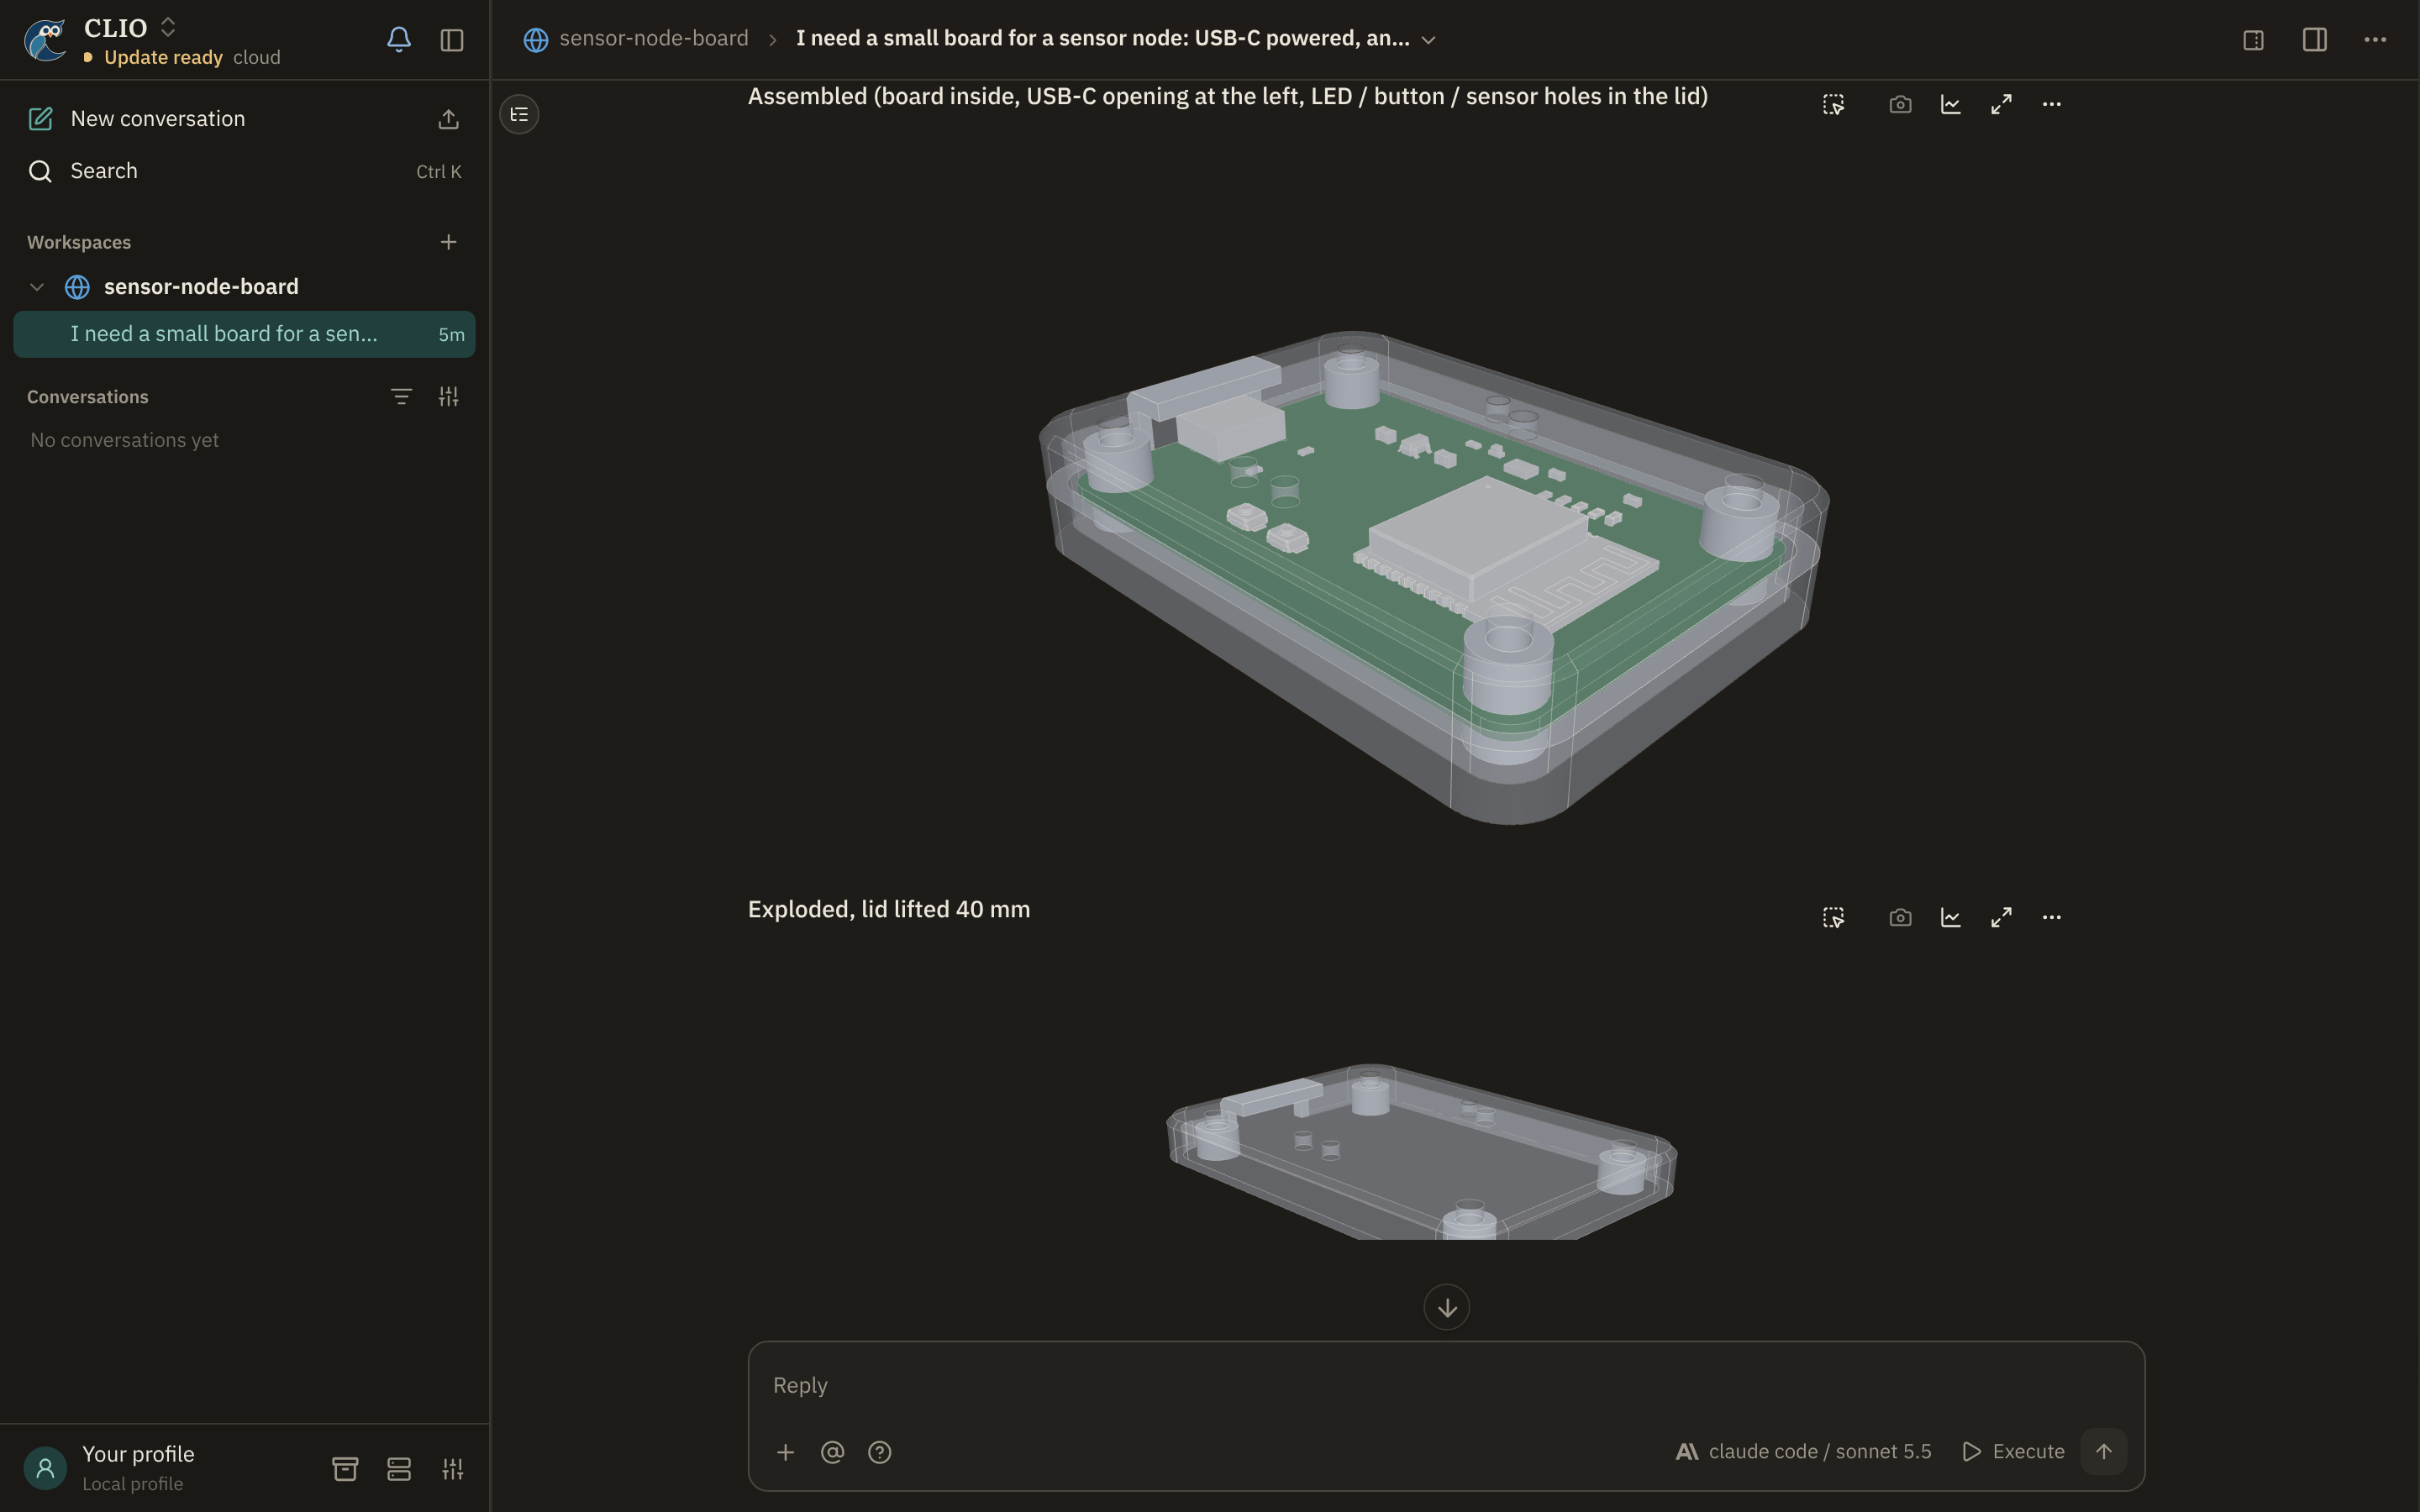 CLIO
Update ready cloud
New conversation
Search Ctrl K
Workspaces
sensor-node-board
I need a small board for a sen... 5m
Conversations
No conversations yet
Your profile
Local profile
sensor-node-board > I need a small board for a sensor node: USB-C powered, an...
Assembled (board inside, USB-C opening at the left, LED / button / sensor holes in the lid)
Exploded, lid lifted 40 mm
Reply
claude code / sonnet 5.5 Execute